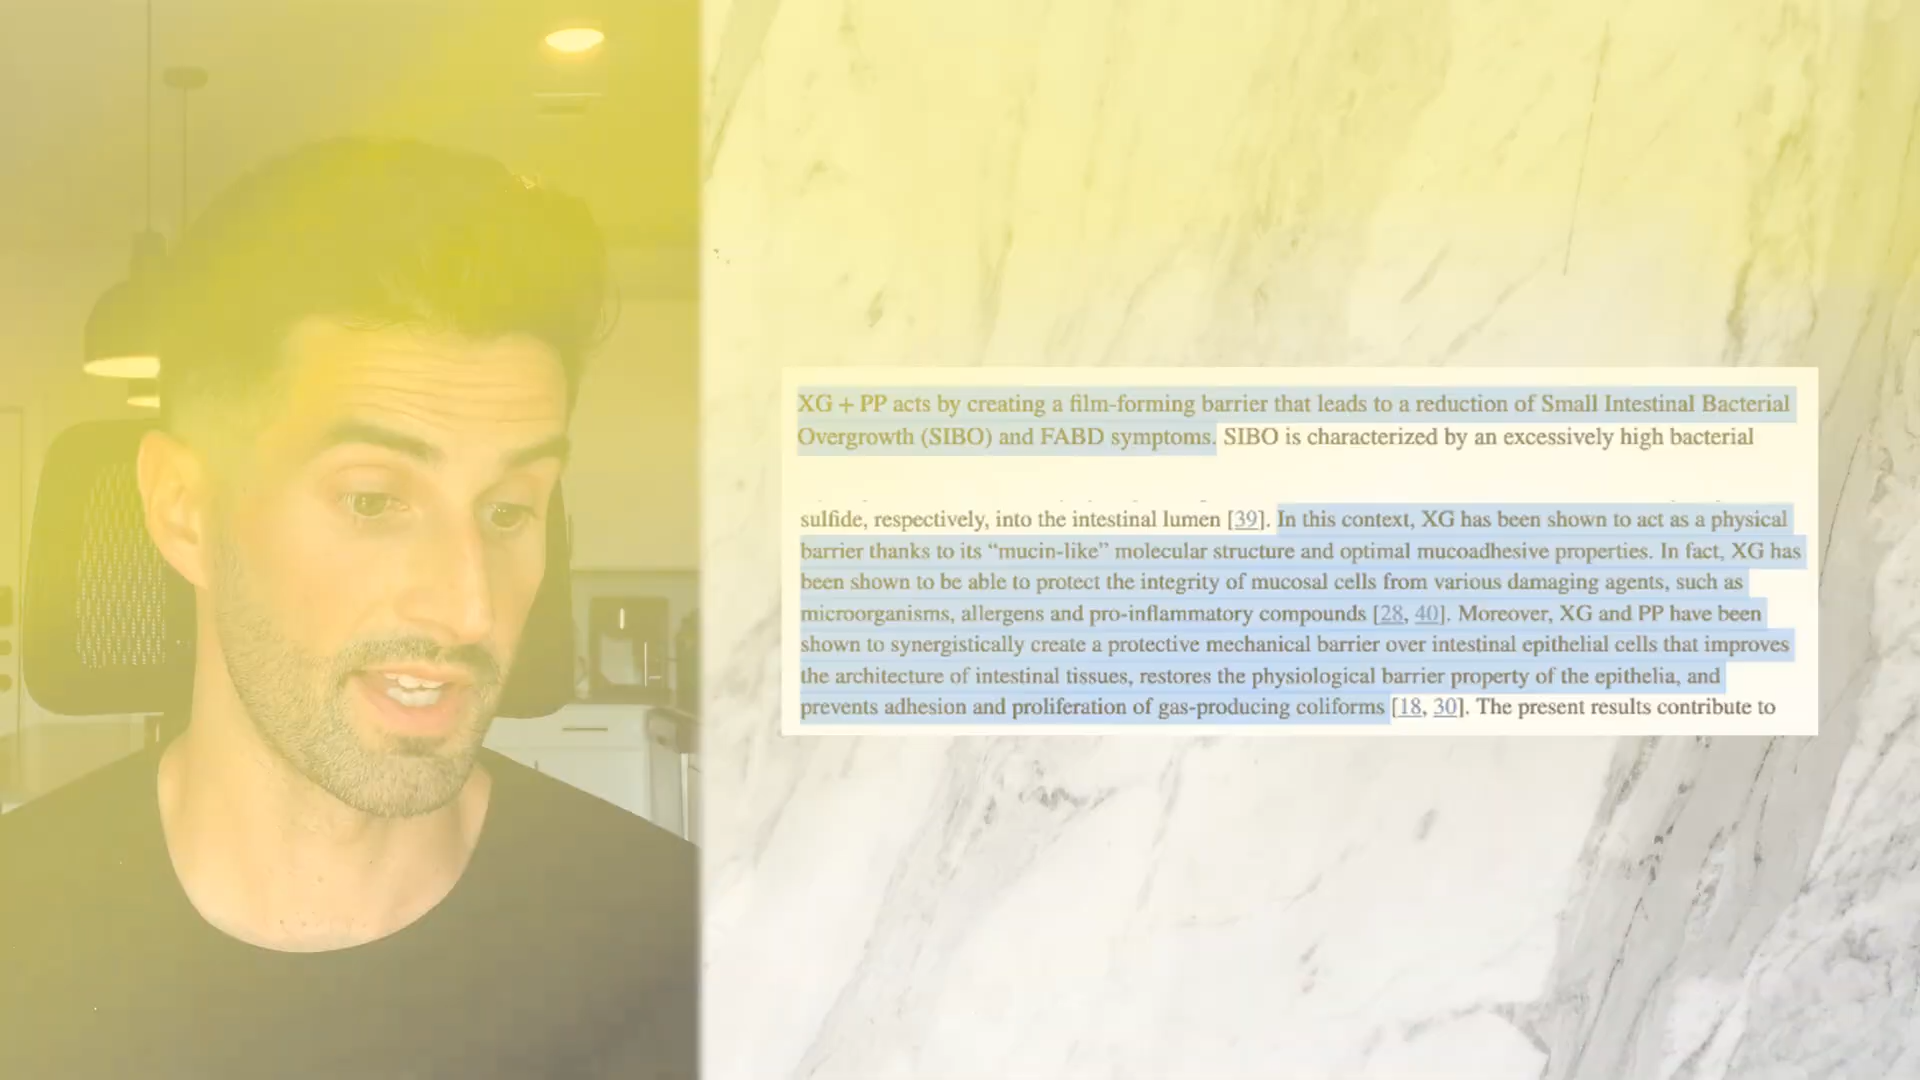 XG + PP acts by creating a film-forming barrier that leads to a reduction of Small Intestinal Bacterial
Overgrowth (SIBO) and FABD symptoms. SIBO is characterized by an excessively high bacterial
sulfide, respectively, into the intestinal lumen [39]. In this context, XG has been shown to act as a physical
barrier thanks to its “mucin-like” molecular structure and optimal mucoadhesive properties. In fact, XG has
been shown to be able to protect the integrity of mucosal cells from various damaging agents, such as
microorganisms, allergens and pro-inflammatory compounds [28, 40]. Moreover, XG and PP have been
shown to synergistically create a protective mechanical barrier over intestinal epithelial cells that improves
the architecture of intestinal tissues, restores the physiological barrier property of the epithelia, and
prevents adhesion and proliferation of gas-producing coliforms [18, 30]. The present results contribute to